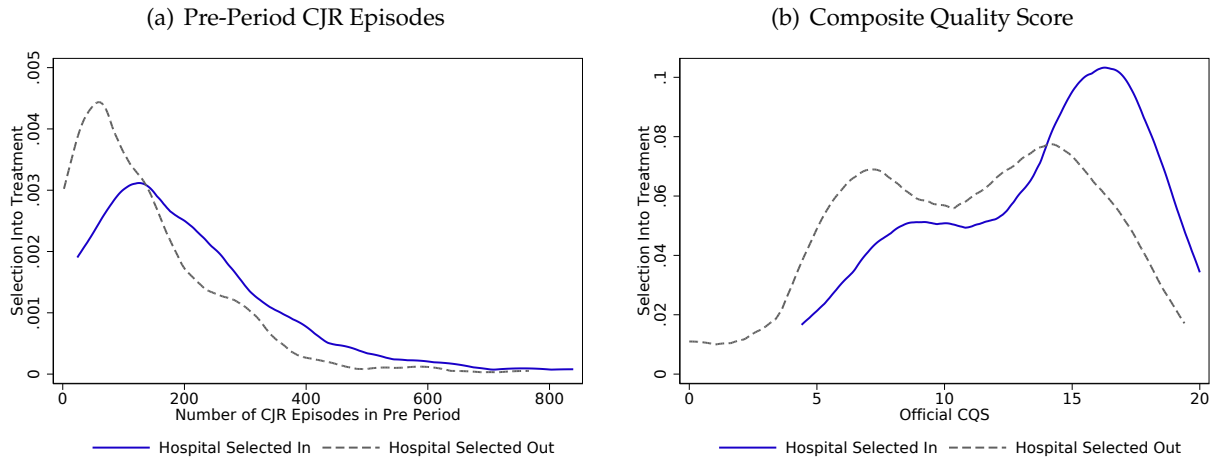 (a) Pre-Period CJR Episodes
Selection Into Treatment
0 .001 .002 .003 .004 .005
0 200 400 600 800
Number of CJR Episodes in Pre Period
Hospital Selected In Hospital Selected Out
(b) Composite Quality Score
Selection Into Treatment
0 .02 .04 .06 .08 .1
0 5 10 15 20
Official CQS
Hospital Selected In Hospital Selected Out